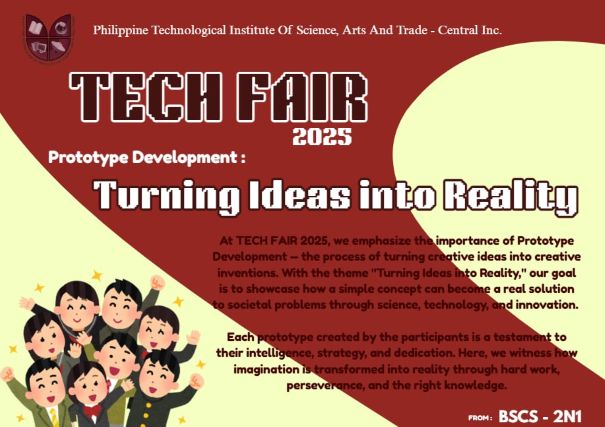 Philippine Technological Institute Of Science, Arts And Trade - Central Inc.
TECH FAIR
2025
Prototype Development :
Turning Ideas into Reality
At TECH FAIR 2025, we emphasize the importance of Prototype
Development — the process of turning creative ideas into creative
inventions. With the theme "Turning Ideas into Reality," our goal
is to showcase how a simple concept can become a real solution
to societal problems through science, technology, and innovation.
Each prototype created by the participants is a testament to
their intelligence, strategy, and dedication. Here, we witness how
imagination is transformed into reality through hard work,
perseverance, and the right knowledge.
FROM : BSCS - 2N1